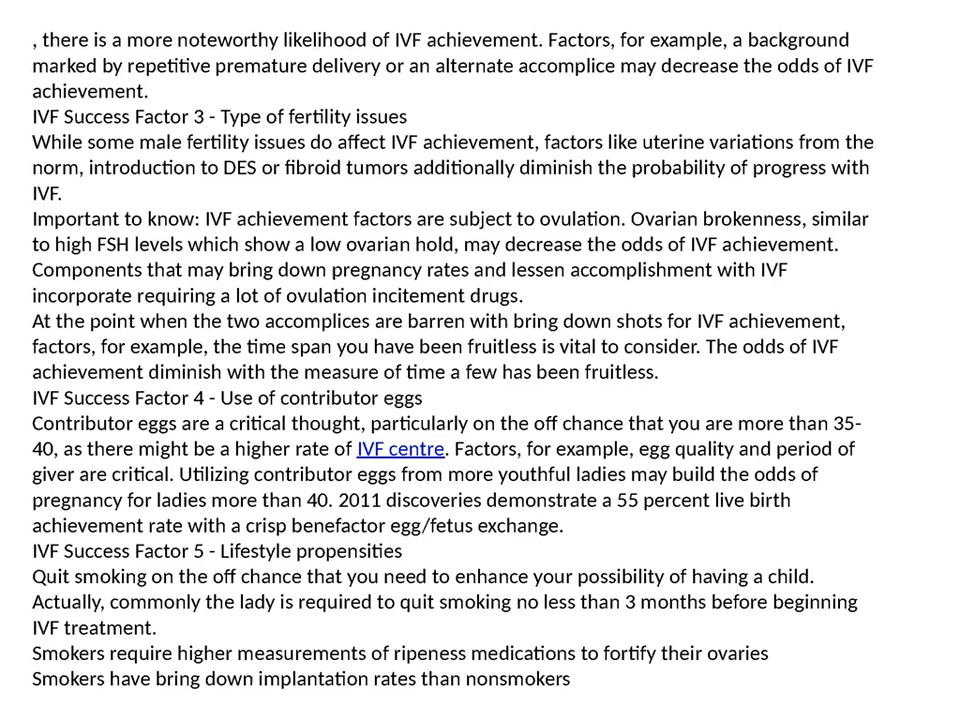 , there is a more noteworthy likelihood of IVF achievement. Factors, for example, a background
marked by repetitive premature delivery or an alternate accomplice may decrease the odds of IVF
achievement.
IVF Success Factor 3 - Type of fertility issues
While some male fertility issues do affect IVF achievement, factors like uterine variations from the
norm, introduction to DES or fibroid tumors additionally diminish the probability of progress with
IVF.
Important to know: IVF achievement factors are subject to ovulation. Ovarian brokenness, similar
to high FSH levels which show a low ovarian hold, may decrease the odds of IVF achievement.
Components that may bring down pregnancy rates and lessen accomplishment with IVF
incorporate requiring a lot of ovulation incitement drugs.
At the point when the two accomplices are barren with bring down shots for IVF achievement,
factors, for example, the time span you have been fruitless is vital to consider. The odds of IVF
achievement diminish with the measure of time a few has been fruitless.
IVF Success Factor 4 - Use of contributor eggs
Contributor eggs are a critical thought, particularly on the off chance that you are more than 35-
40, as there might be a higher rate of IVF centre. Factors, for example, egg quality and period of
giver are critical. Utilizing contributor eggs from more youthful ladies may build the odds of
pregnancy for ladies more than 40. 2011 discoveries demonstrate a 55 percent live birth
achievement rate with a crisp benefactor egg/fetus exchange.
IVF Success Factor 5 - Lifestyle propensities
Quit smoking on the off chance that you need to enhance your possibility of having a child.
Actually, commonly the lady is required to quit smoking no less than 3 months before beginning
IVF treatment.
Smokers require higher measurements of ripeness medications to fortify their ovaries
Smokers have bring down implantation rates than nonsmokers